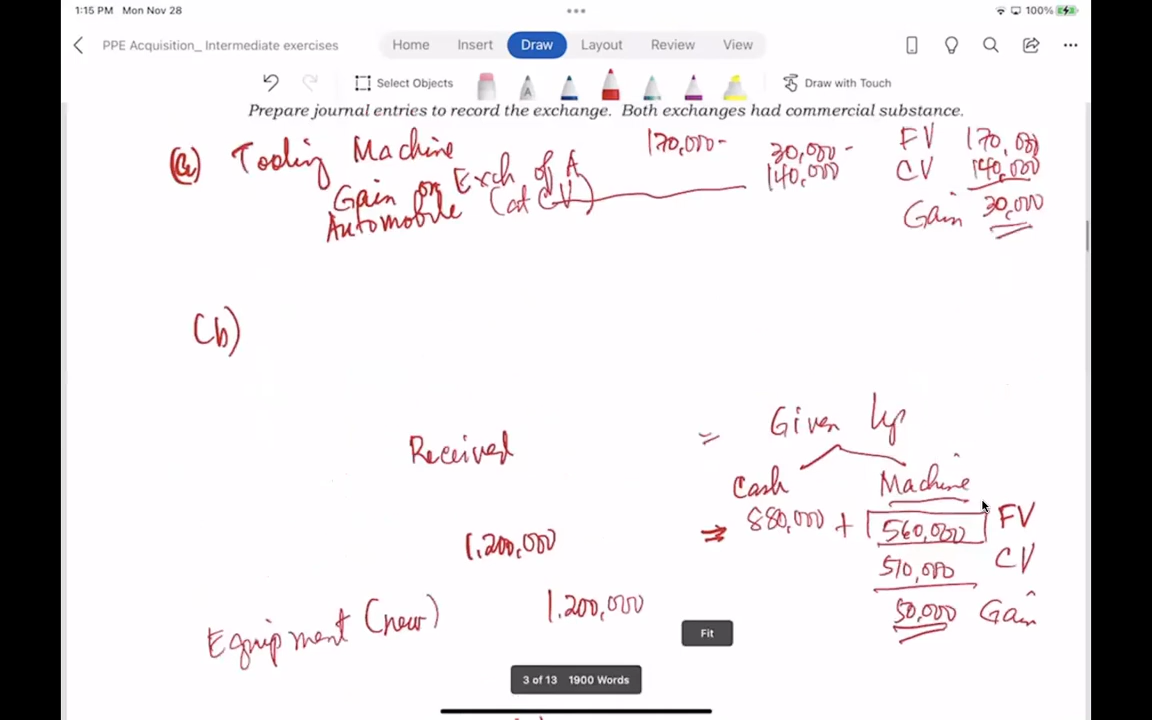 1:15 PM Mon Nov 28
100%
PPE Acquisition_ Intermediate exercises
Home Insert Draw Layout Review View
Select Objects
A
Draw with Touch
Prepare journal entries to record the exchange. Both exchanges had commercial substance.
(a) Tooling Machine 170,000-
Gain on Exch of A 30,000-
Automobile (at CV) 140,000
FV 170,000
CV 140,000
Gain 30,000
(b)
Received = Given Up
Cash Machine
1,200,000 ⇒ 880,000 + 560,000 FV
510,000 CV
50,000 Gain
Equipment (new) 1,200,000
Fit
3 of 13 1900 Words